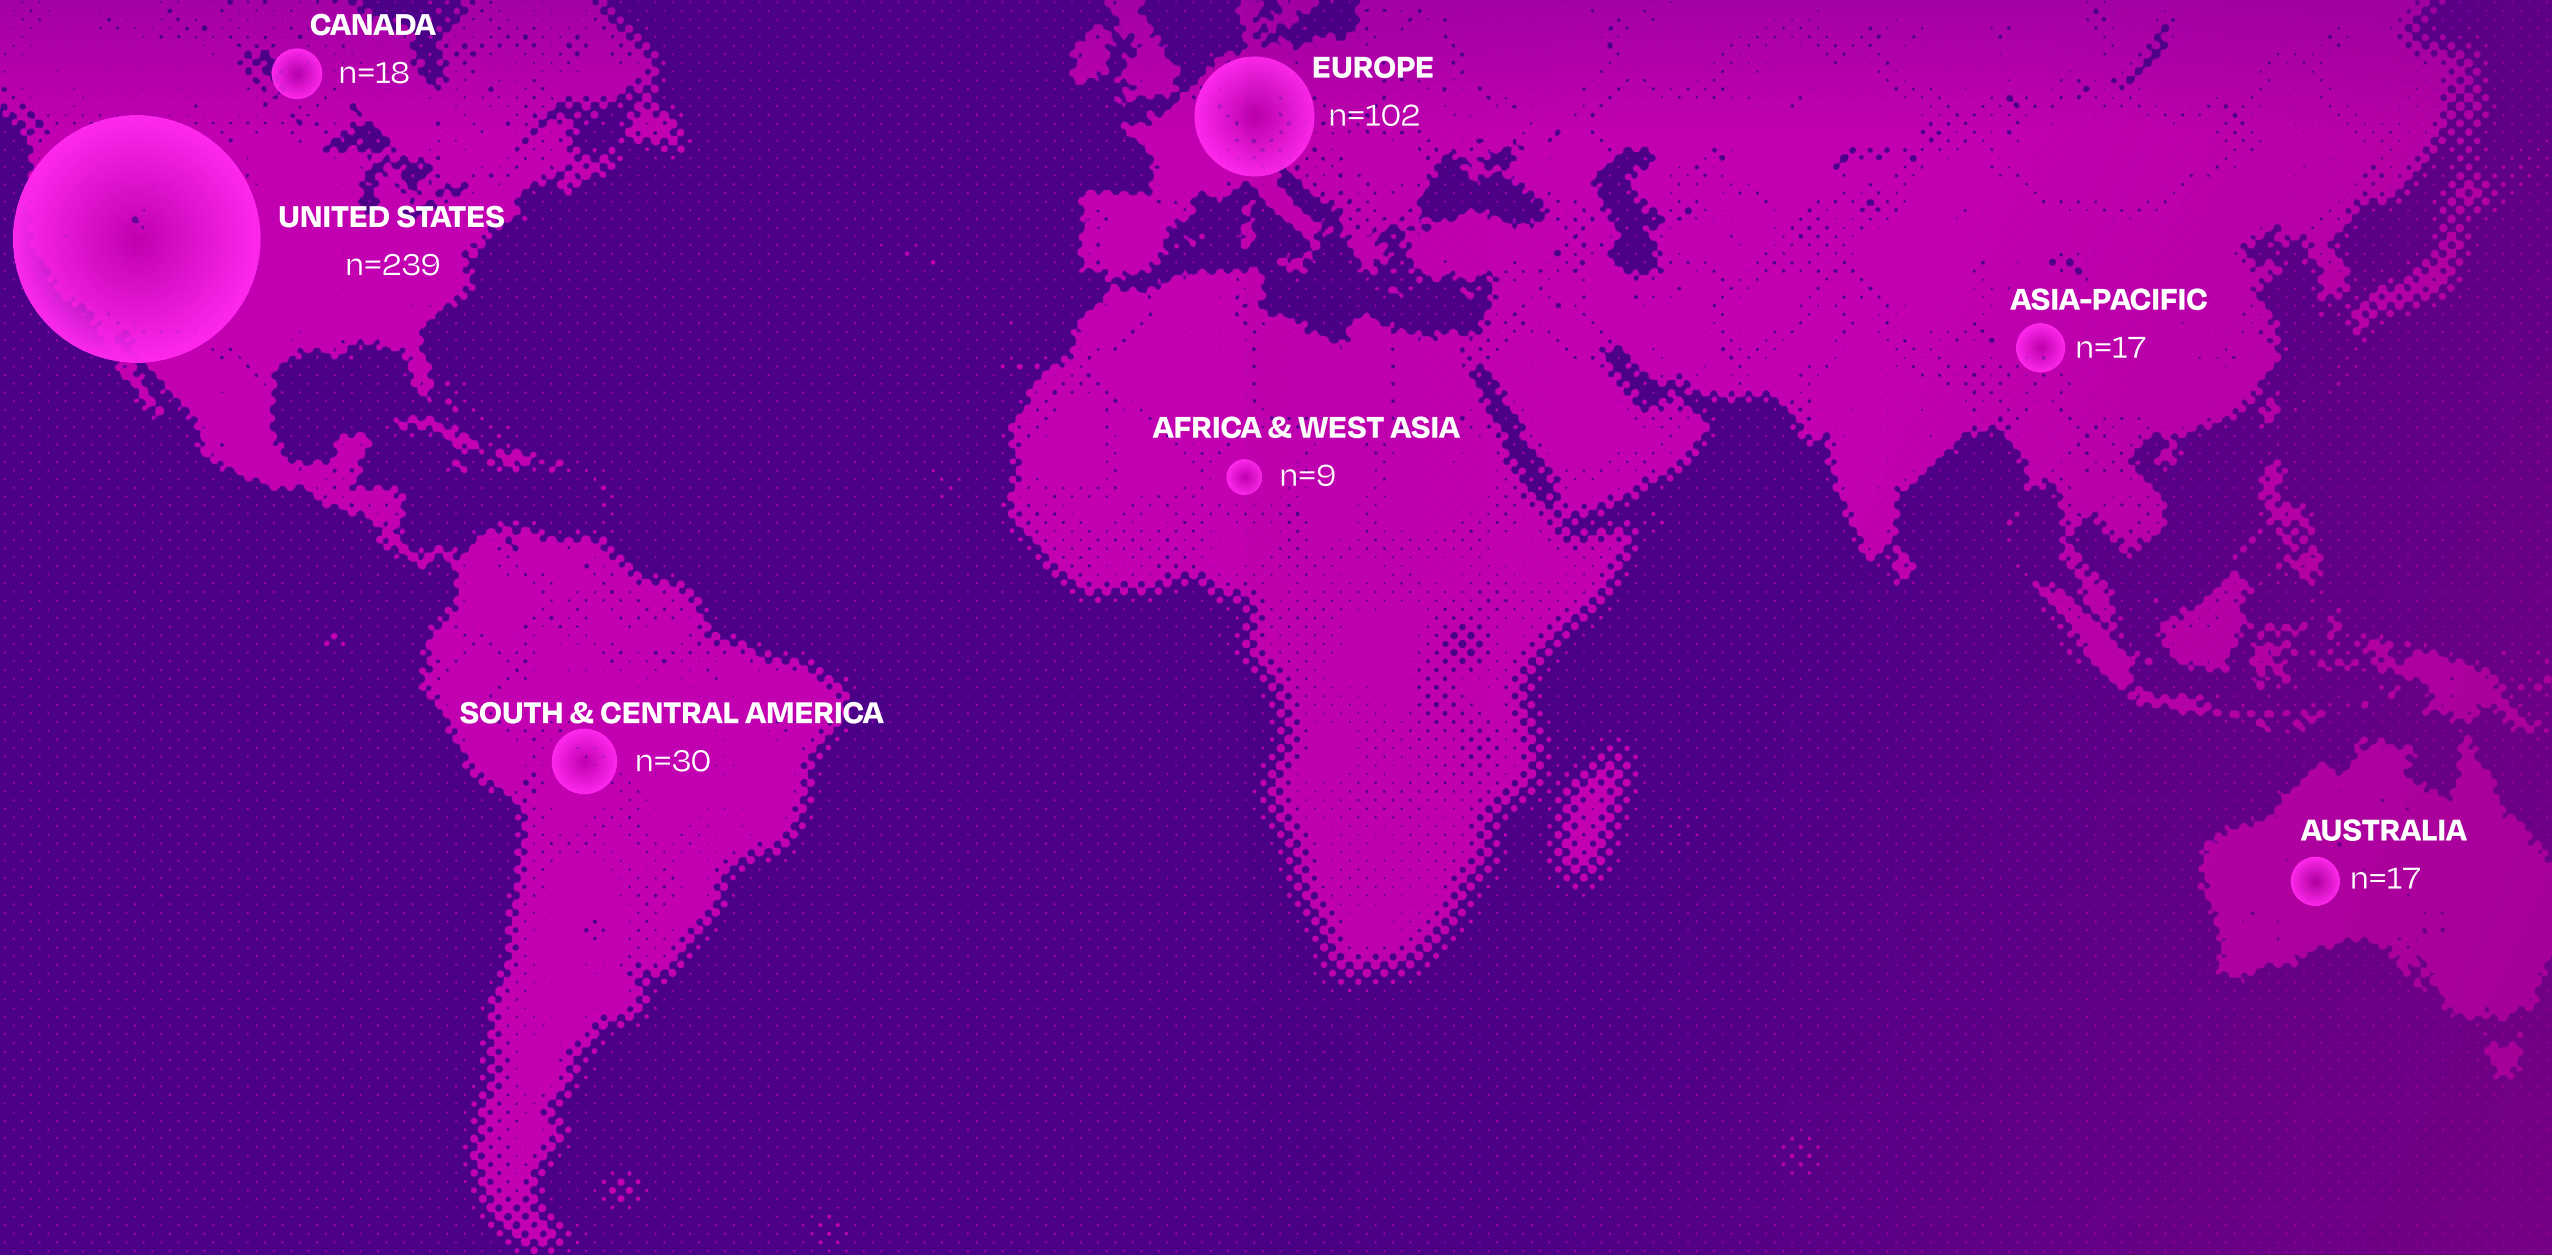 CANADA
n=18
UNITED STATES
n=239
EUROPE
n=102
ASIA-PACIFIC
n=17
AFRICA & WEST ASIA
n=9
SOUTH & CENTRAL AMERICA
n=30
AUSTRALIA
n=17